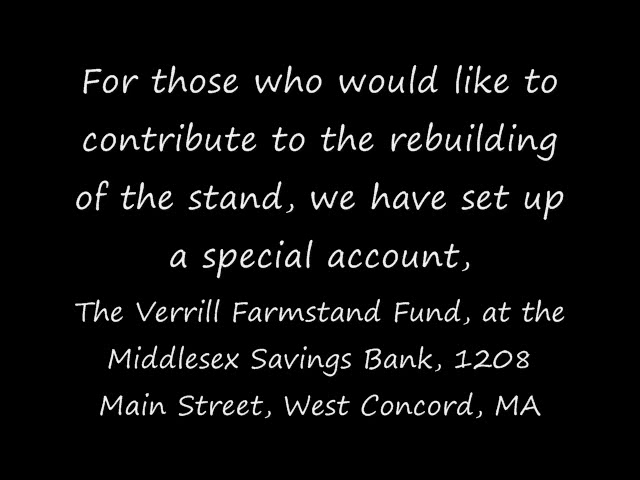 For those who would like to
contribute to the rebuilding
of the stand, we have set up
a special account,
The Verrill Farmstand Fund, at the
Middlesex Savings Bank, 1208
Main Street, West Concord, MA